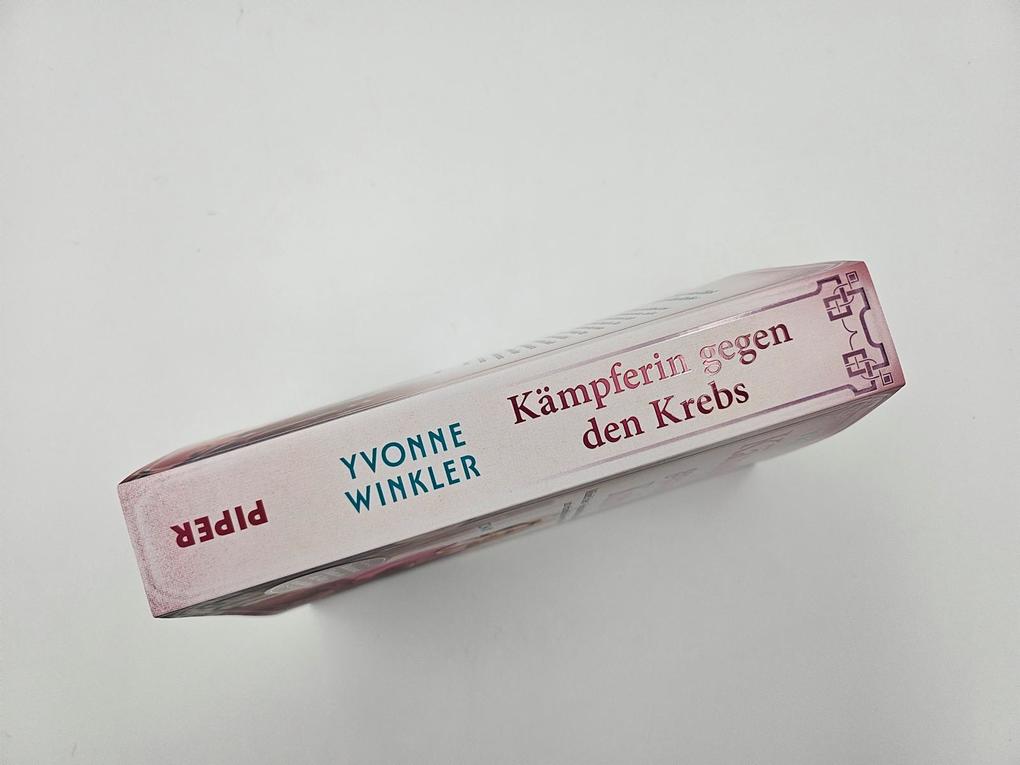 YVONNE
WINKLER
Kämpferin gegen
den Krebs
PIPER